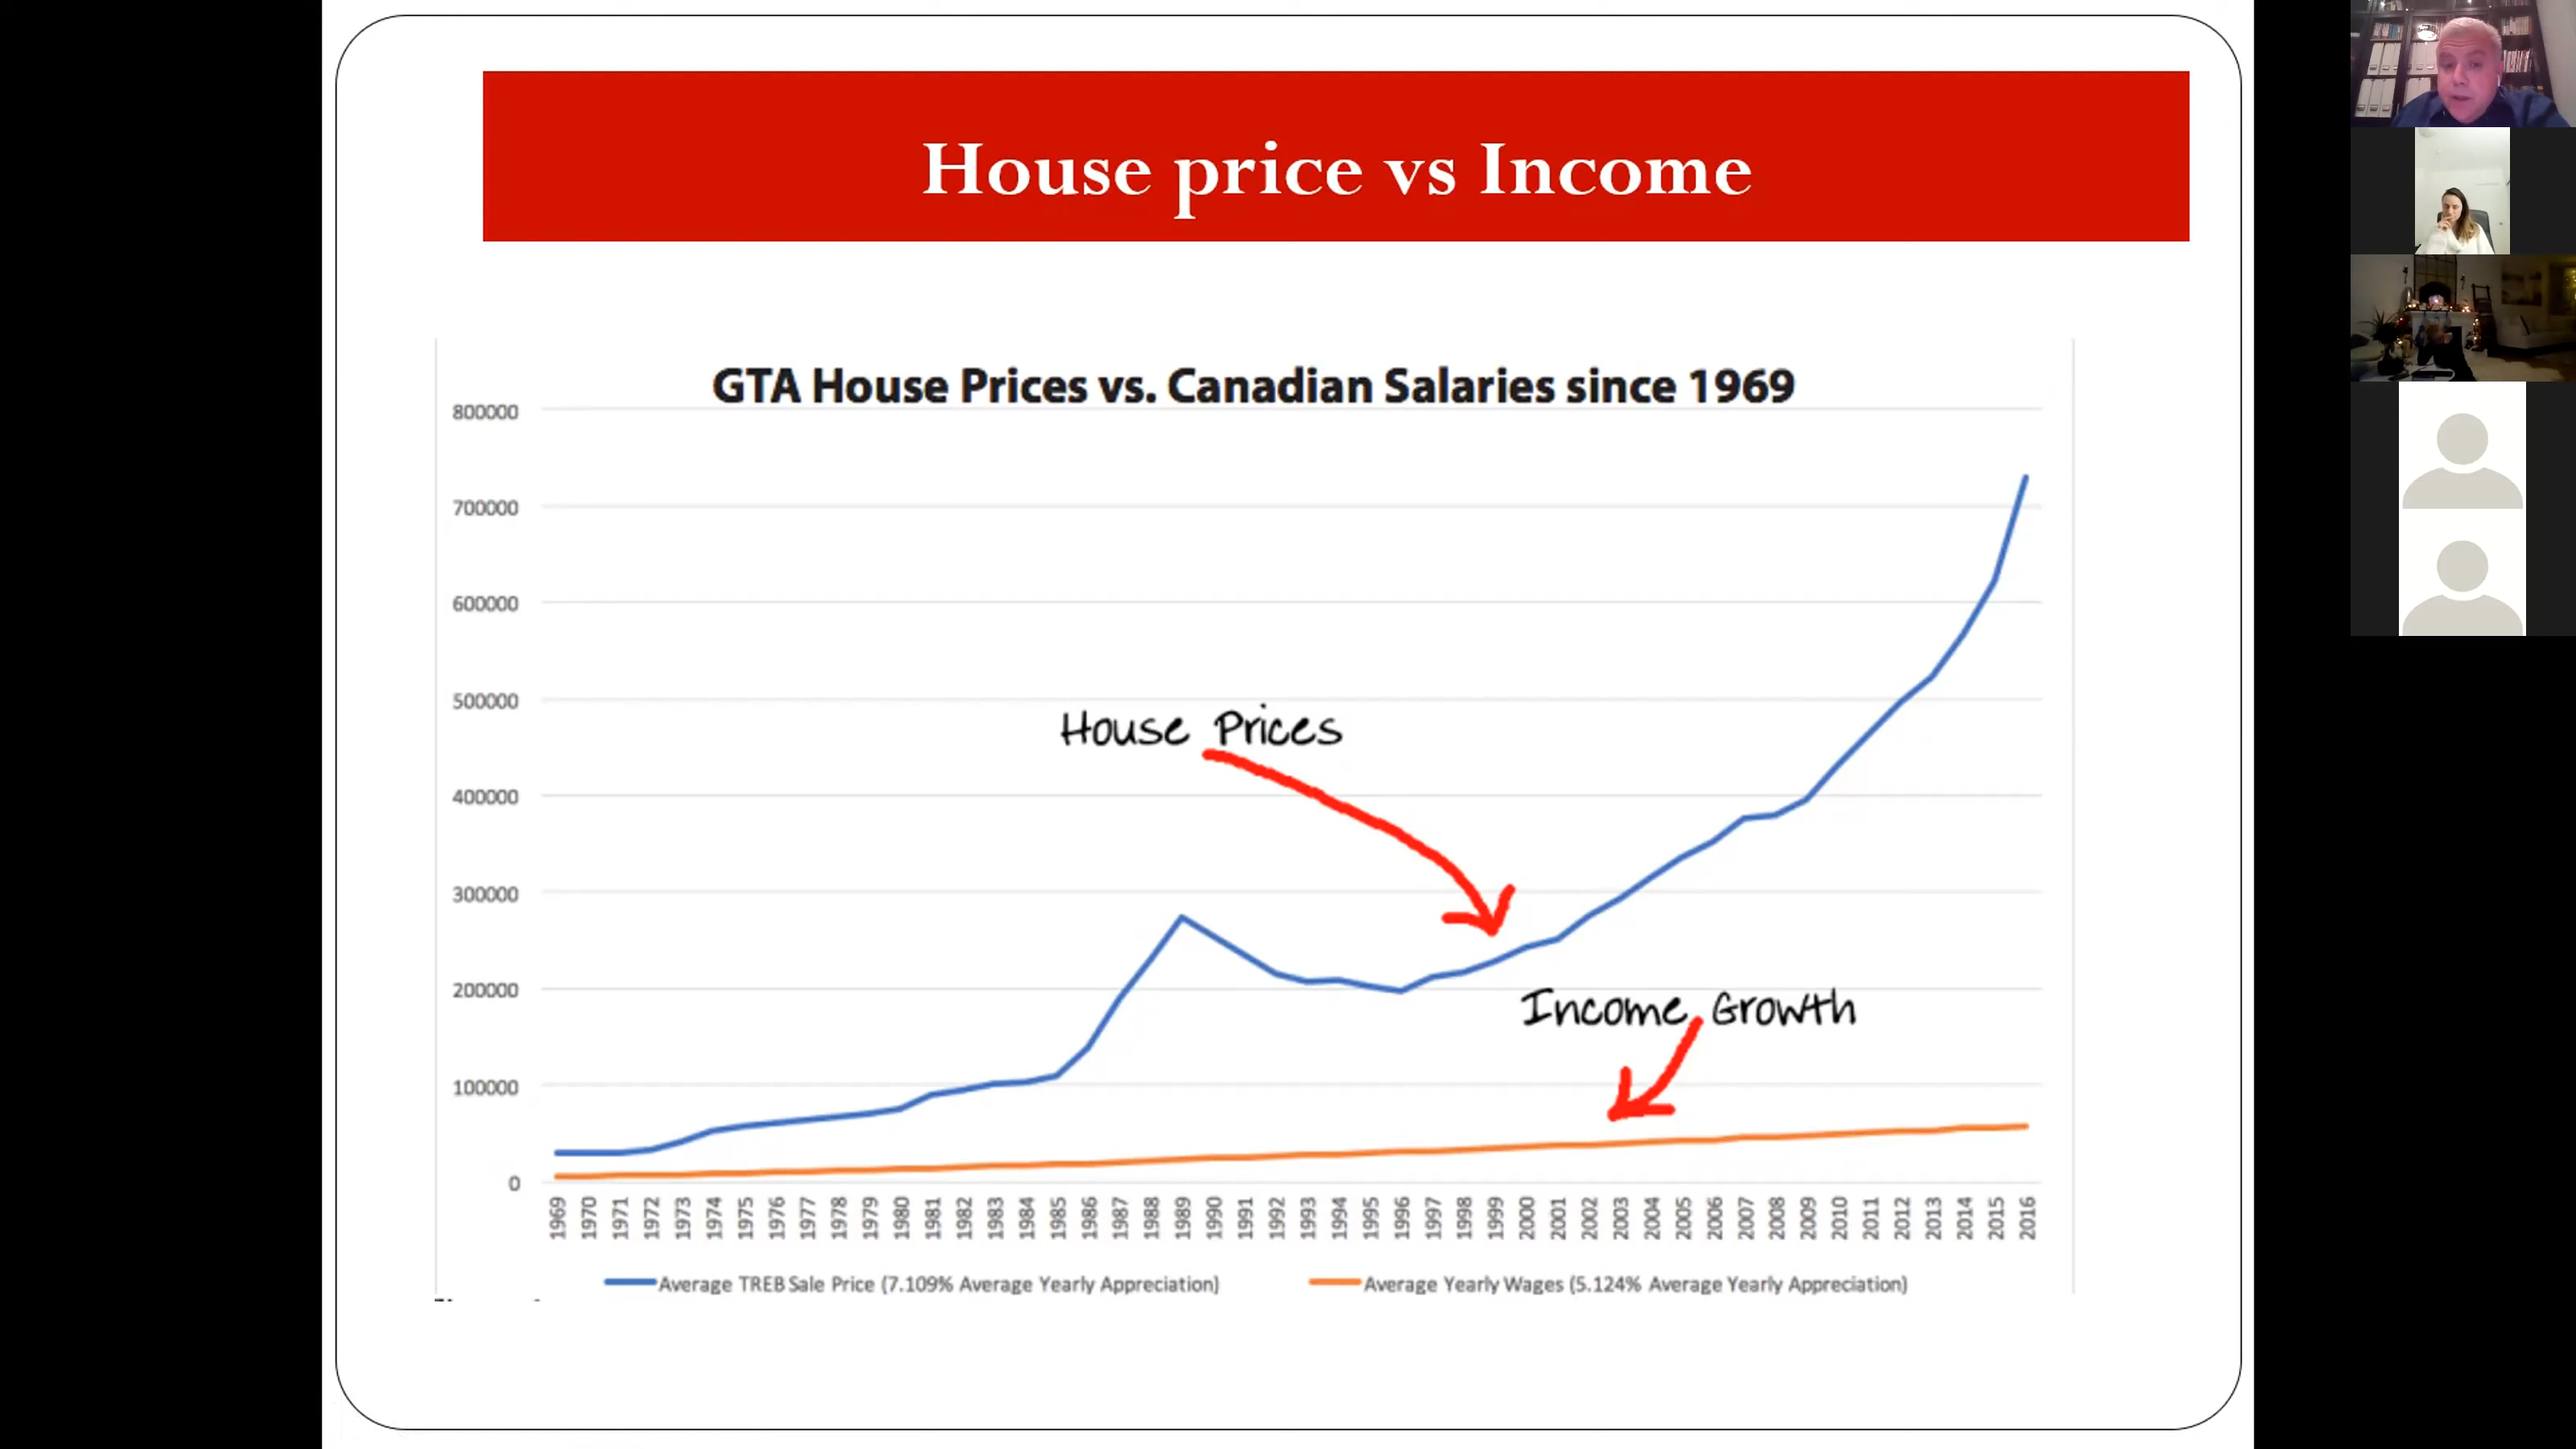 House price vs Income
GTA House Prices vs. Canadian Salaries since 1969
800000
700000
600000
500000
400000
300000
200000
100000
0
House Prices
Income Growth
1969 1970 1971 1972 1973 1974 1975 1976 1977 1978 1979 1980 1981 1982 1983 1984 1985 1986 1987 1988 1989 1990 1991 1992 1993 1994 1995 1996 1997 1998 1999 2000 2001 2002 2003 2004 2005 2006 2007 2008 2009 2010 2011 2012 2013 2014 2015 2016
Average TREB Sale Price (7.109% Average Yearly Appreciation) Average Yearly Wages (5.124% Average Yearly Appreciation)